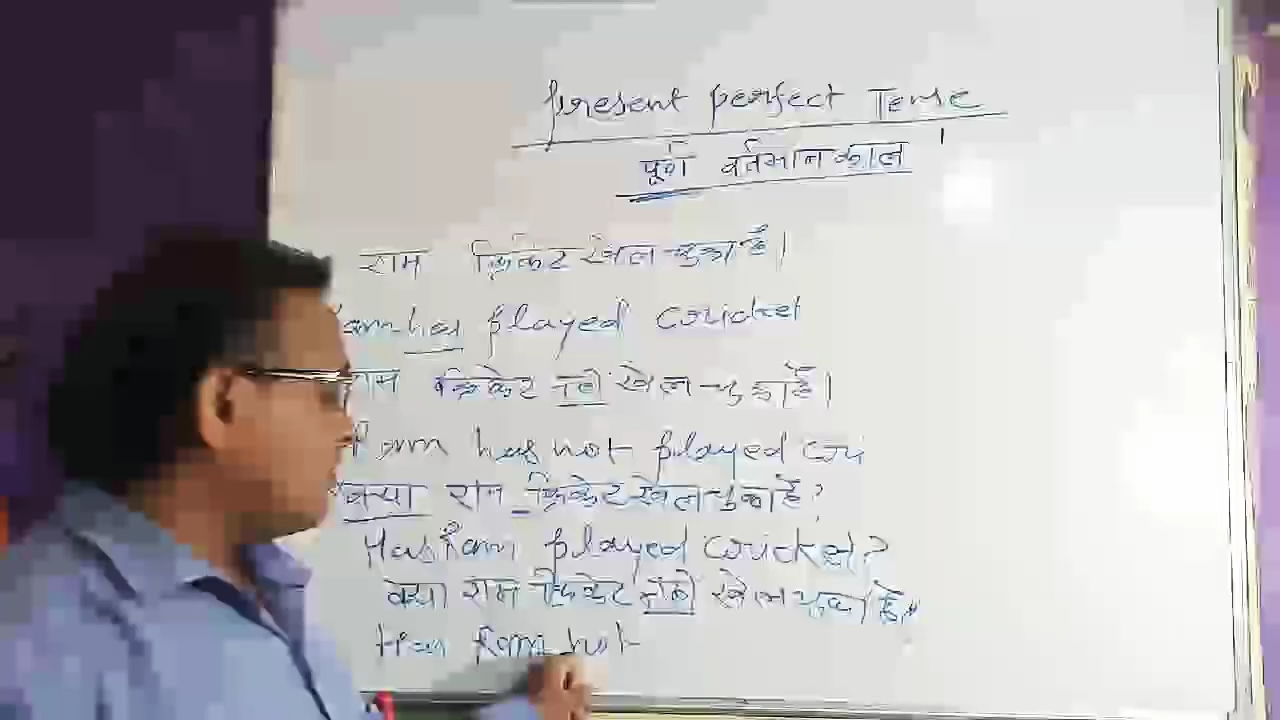 Present perfect Tense
पूर्ण वर्तमान काल
राम क्रिकेट खेल चुका है।
Ram has played cricket
राम क्रिकेट नहीं खेल चुका है।
Ram has not played cri
क्या राम क्रिकेट खेल चुका है?
Has Ram played cricket?
क्या राम क्रिकेट नहीं खेल चुका है
Has Ram not